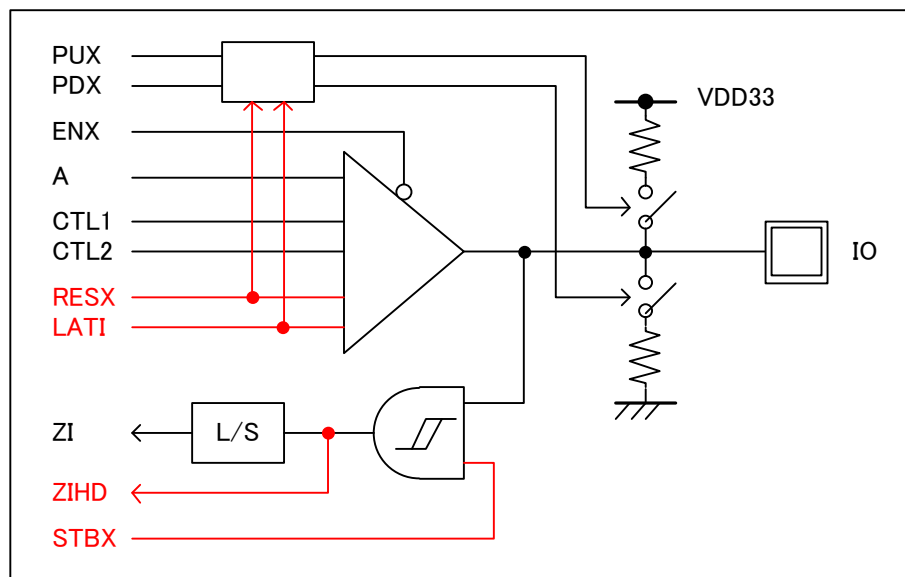 PUX
PDX
VDD33
ENX
A
CTL1
CTL2
IO
RESX
LATI
ZI
L/S
ZIHD
STBX